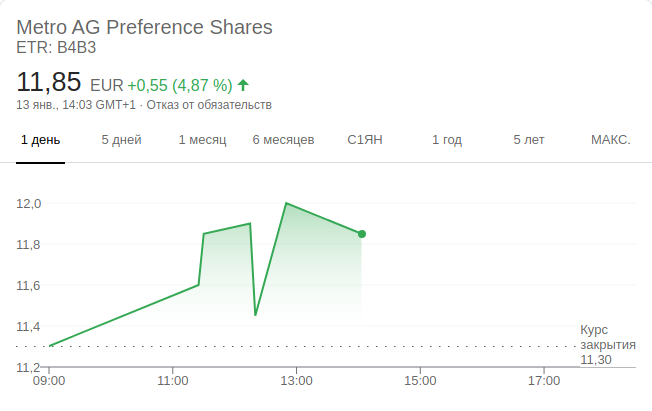 Metro AG Preference Shares
ETR: B4B3
11,85 EUR +0,55 (4,87 %)
13 янв., 14:03 GMT+1 · Отказ от обязательств
1 день 5 дней 1 месяц 6 месяцев С1ЯН 1 год 5 лет МАКС.
12,0
11,8
11,6
11,4
Курс
закрытия
11,30
11,2
09:00 11:00 13:00 15:00 17:00